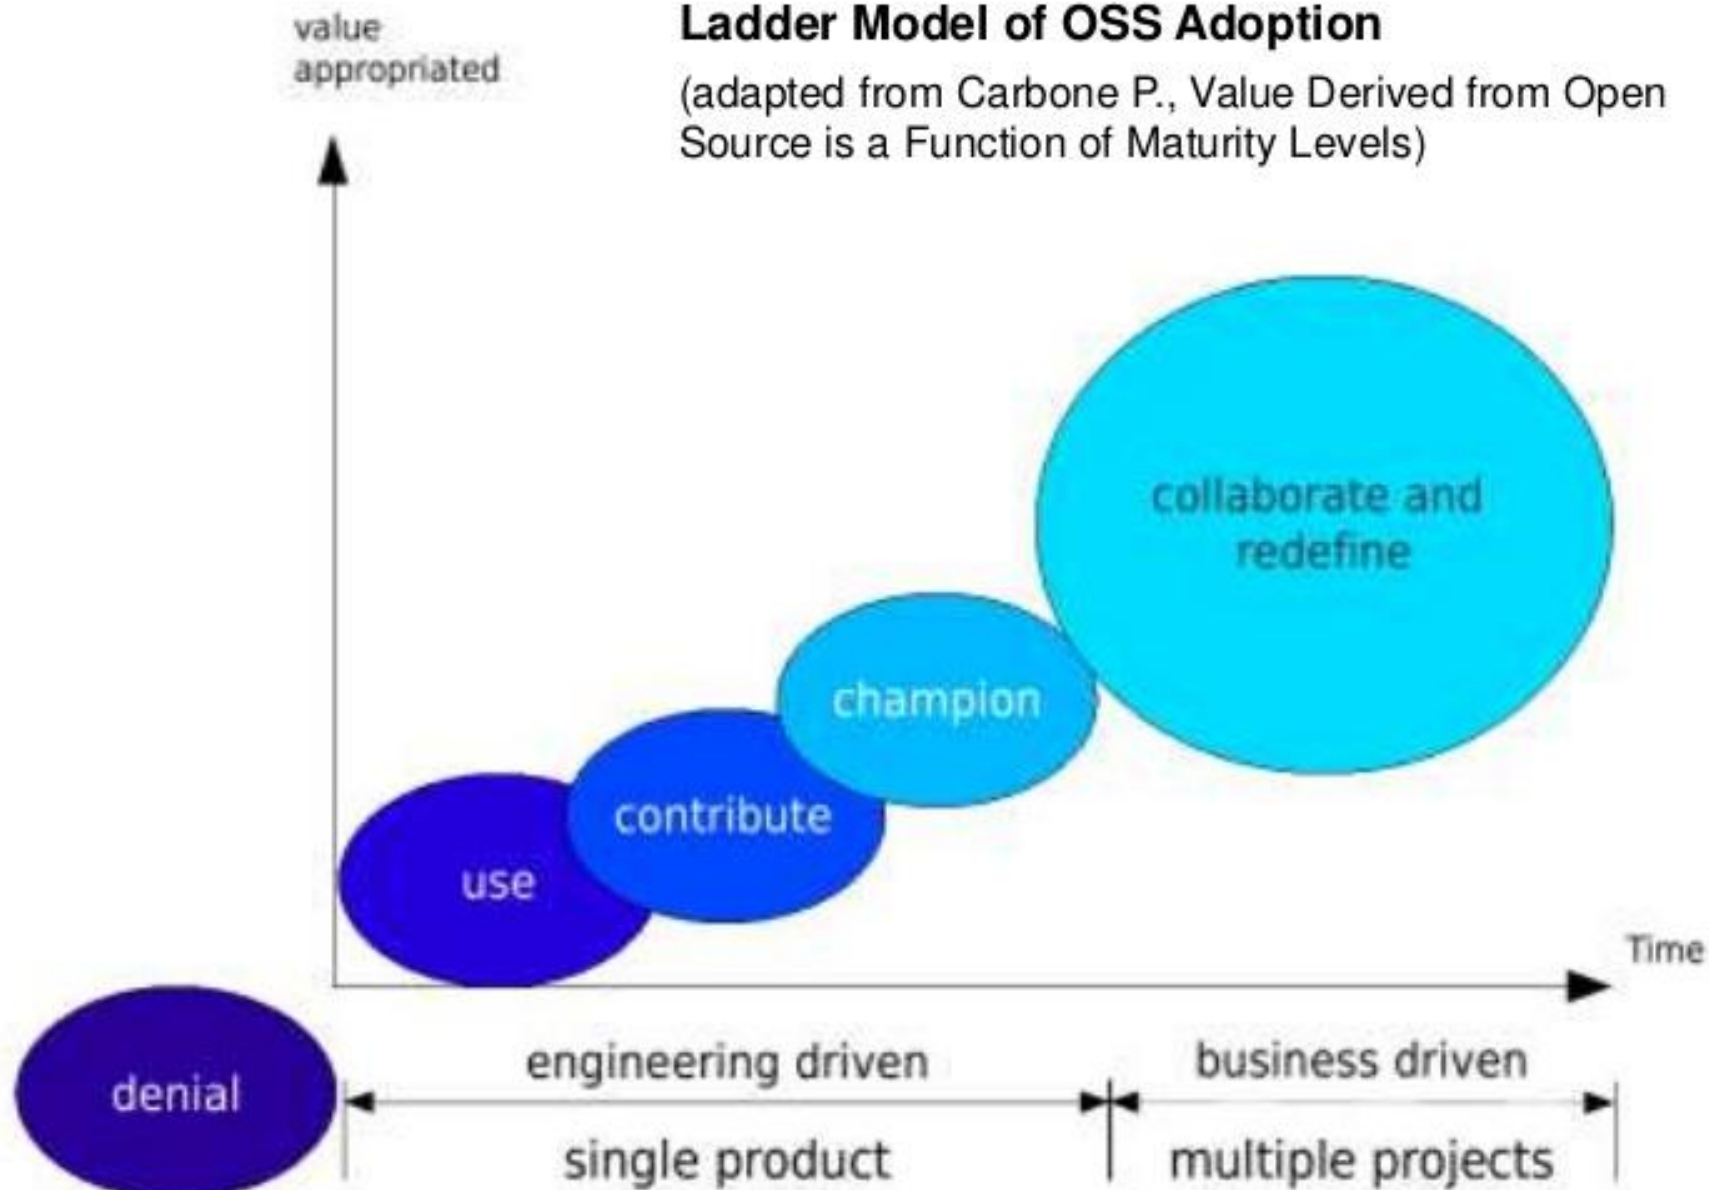 value
appropriated
Ladder Model of OSS Adoption
(adapted from Carbone P., Value Derived from Open
Source is a Function of Maturity Levels)
collaborate and
redefine
champion
contribute
use
Time
denial
engineering driven
business driven
single product
multiple projects